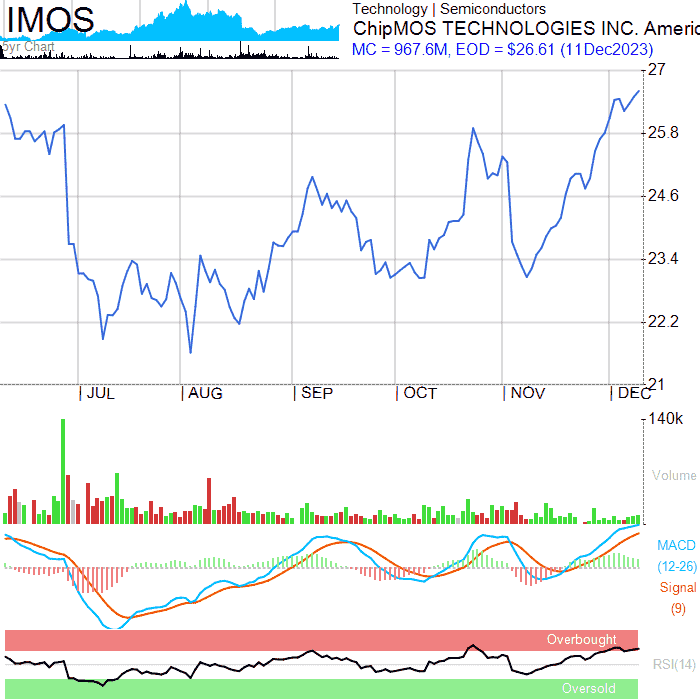 IMOS
5yr Chart
Technology | Semiconductors
ChipMOS TECHNOLOGIES INC. Americ
MC = 967.6M, EOD = $26.61 (11Dec2023)
27
25.8
24.6
23.4
22.2
21
| JUL | AUG | SEP | OCT | NOV | DEC
140k
Volume
MACD
(12-26)
Signal
(9)
Overbought
RSI(14)
Oversold